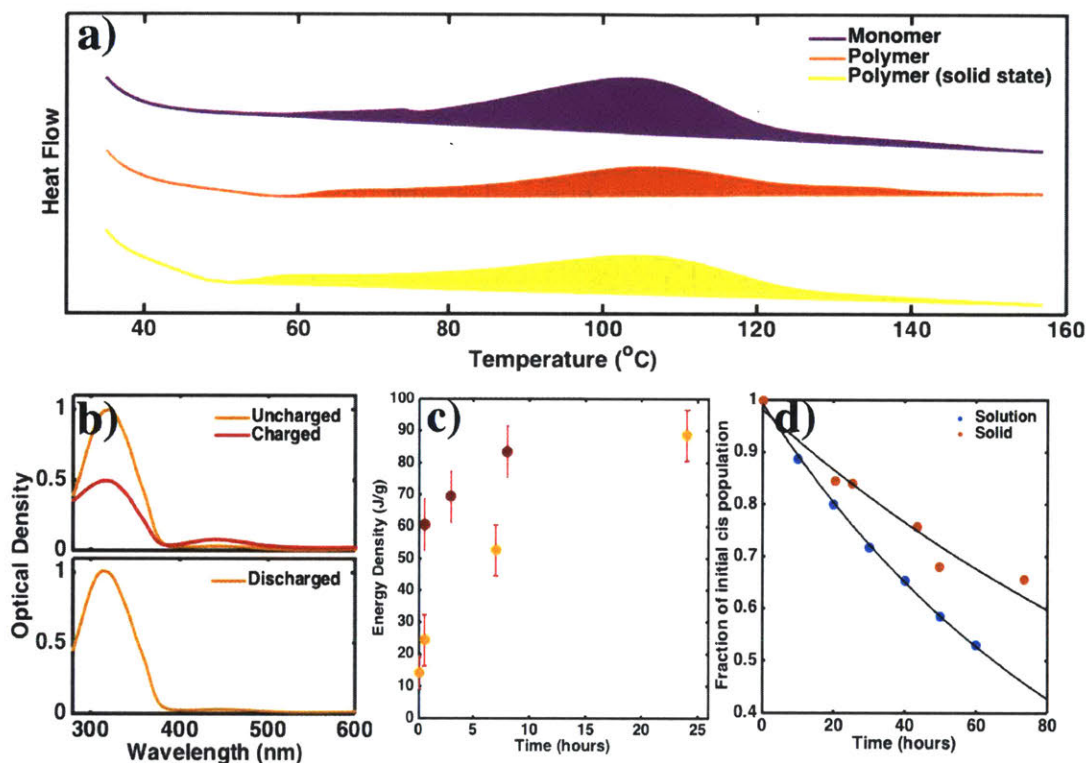 a)
Monomer
Polymer
Polymer (solid state)
Heat Flow
40 60 80 100 120 140 160
Temperature (°C)
b)
Uncharged
Charged
1
0.5
0
Discharged
1
0.5
0
Optical Density
300 400 500 600
Wavelength (nm)
c)
100
90
80
70
60
50
40
30
20
10
0
Energy Density (J/g)
0 5 10 15 20 25
Time (hours)
d)
Solution
Solid
1
0.9
0.8
0.7
0.6
0.5
0.4
Fraction of initial cis population
0 20 40 60 80
Time (hours)